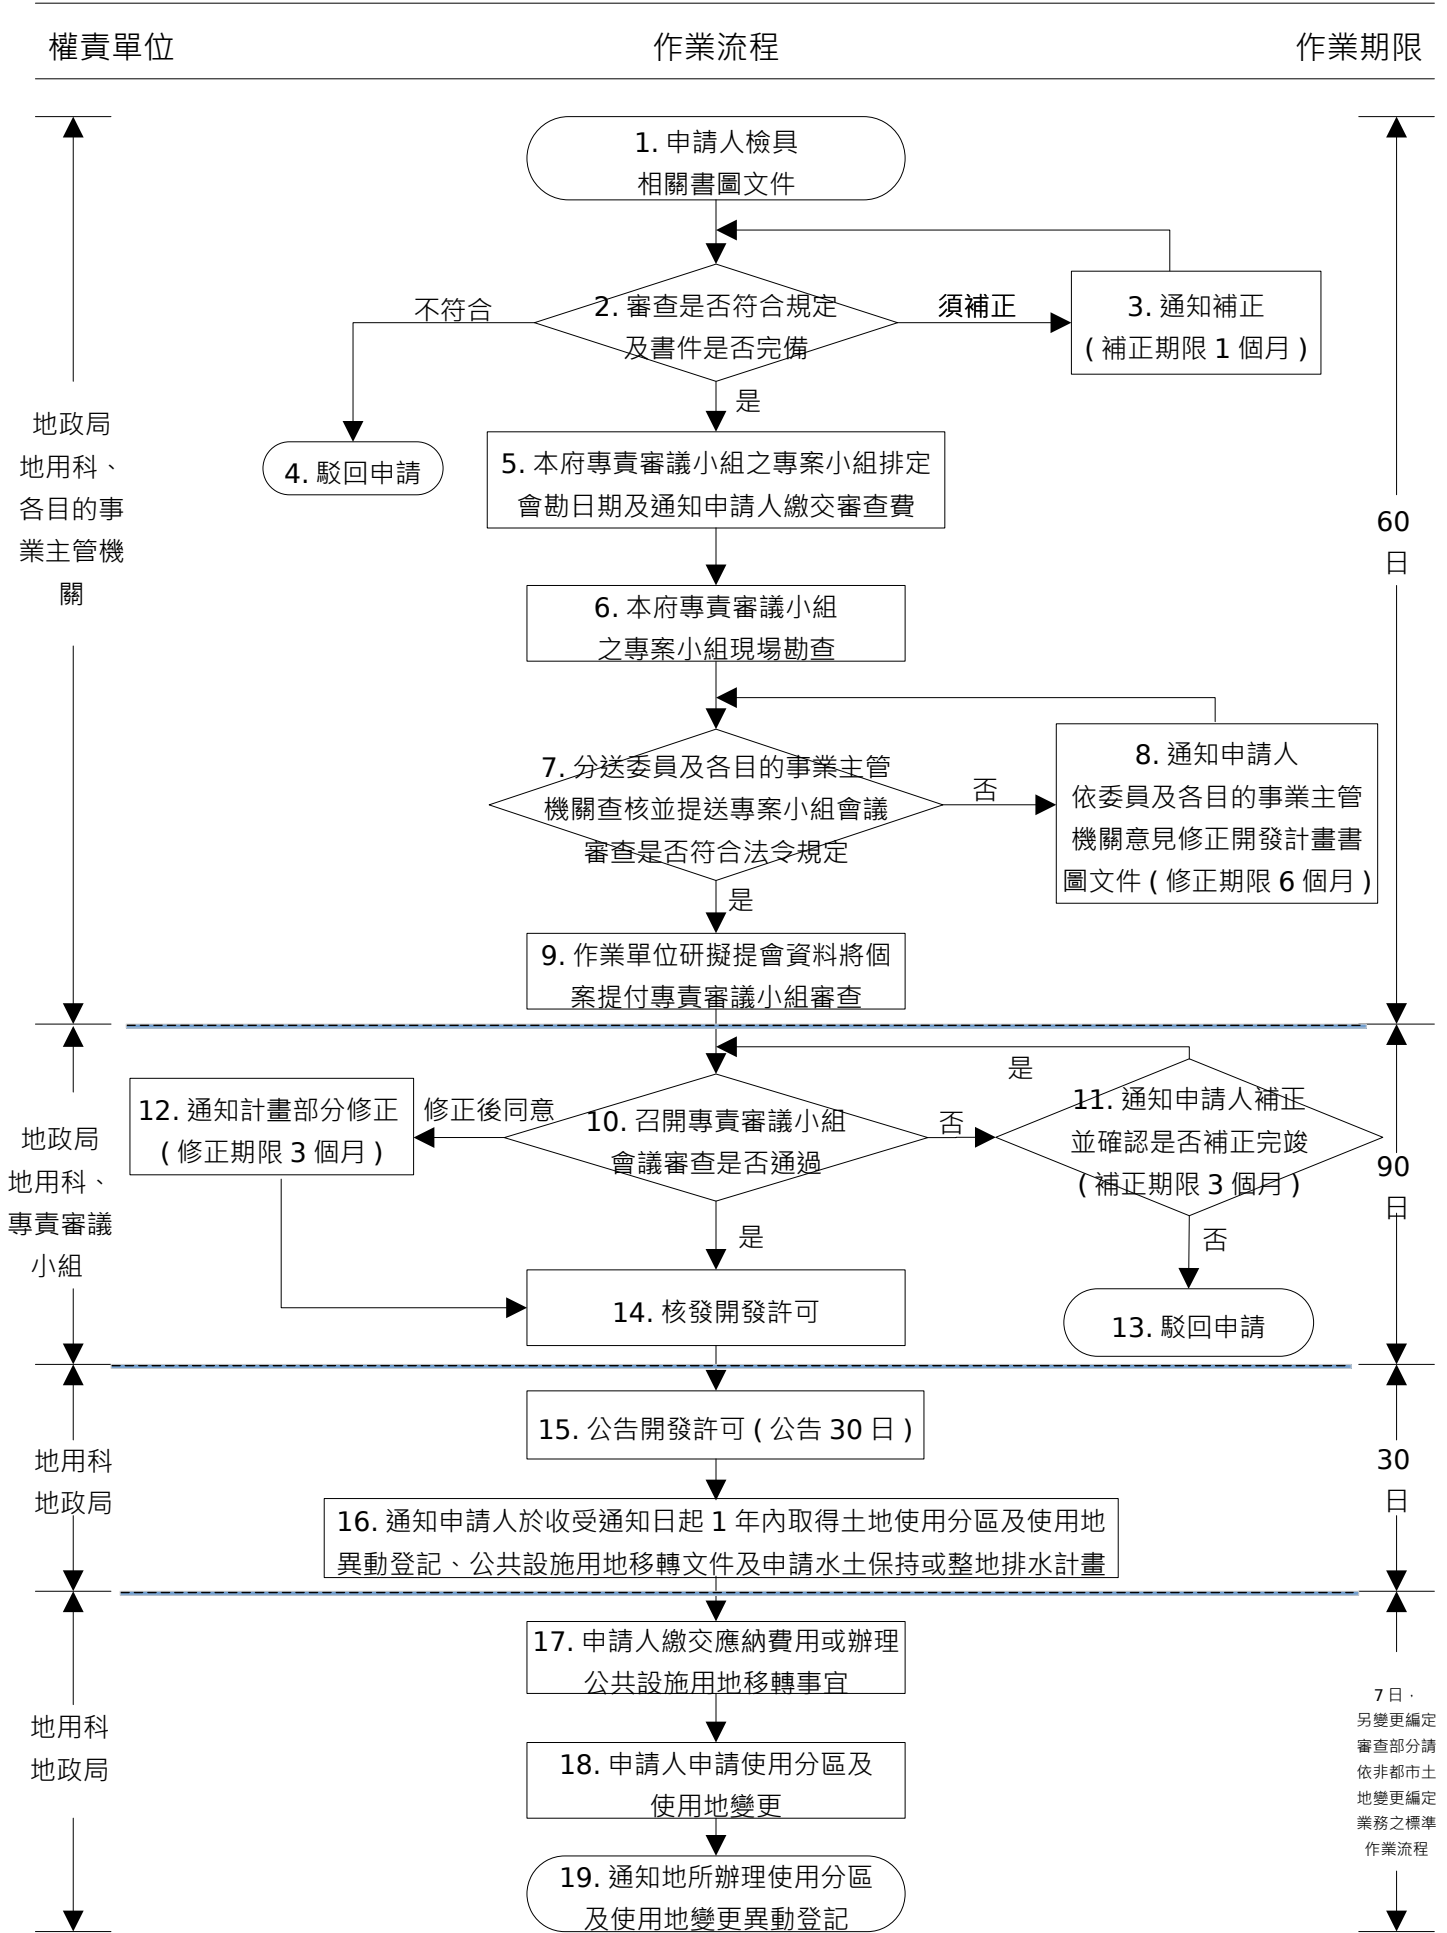 權責單位
作業流程
作業期限
1. 申請人檢具
相關書圖文件
不符合
2. 審查是否符合規定
及書件是否完備
須補正
3. 通知補正
( 補正期限 1 個月 )
是
4. 駁回申請
5. 本府專責審議小組之專案小組排定
會勘日期及通知申請人繳交審查費
地政局
地用科、
各目的事
業主管機
關
60
日
6. 本府專責審議小組
之專案小組現場勘查
7. 分送委員及各目的事業主管
機關查核並提送專案小組會議
審查是否符合法令規定
否
8. 通知申請人
依委員及各目的事業主管
機關意見修正開發計畫書
圖文件 ( 修正期限 6 個月 )
是
9. 作業單位研擬提會資料將個
案提付專責審議小組審查
地政局
地用科、
專責審議
小組
12. 通知計畫部分修正
( 修正期限 3 個月 )
修正後同意
10. 召開專責審議小組
會議審查是否通過
否
是
11. 通知申請人補正
並確認是否補正完竣
( 補正期限 3 個月 )
90
日
是
否
14. 核發開發許可
13. 駁回申請
地用科
地政局
15. 公告開發許可 ( 公告 30 日 )
30
日
16. 通知申請人於收受通知日起 1 年內取得土地使用分區及使用地
異動登記、公共設施用地移轉文件及申請水土保持或整地排水計畫
17. 申請人繳交應納費用或辦理
公共設施用地移轉事宜
地用科
地政局
18. 申請人申請使用分區及
使用地變更
7 日，
另變更編定
審查部分請
依非都市土
地變更編定
業務之標準
作業流程
19. 通知地所辦理使用分區
及使用地變更異動登記